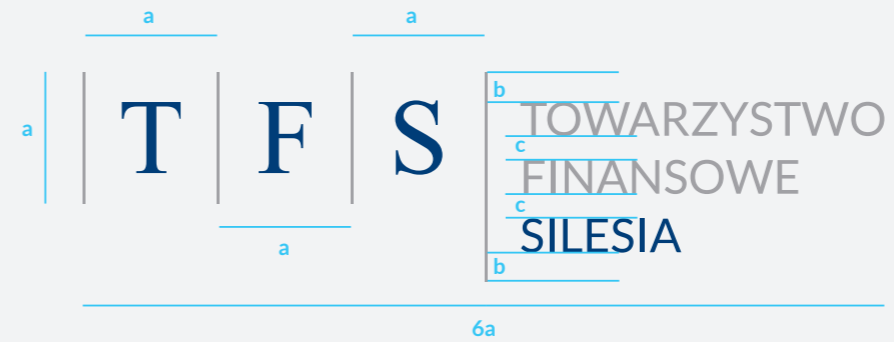 a a
a
T F S
b
TOWARZYSTWO
c
FINANSOWE
c
SILESIA
a
b
6a